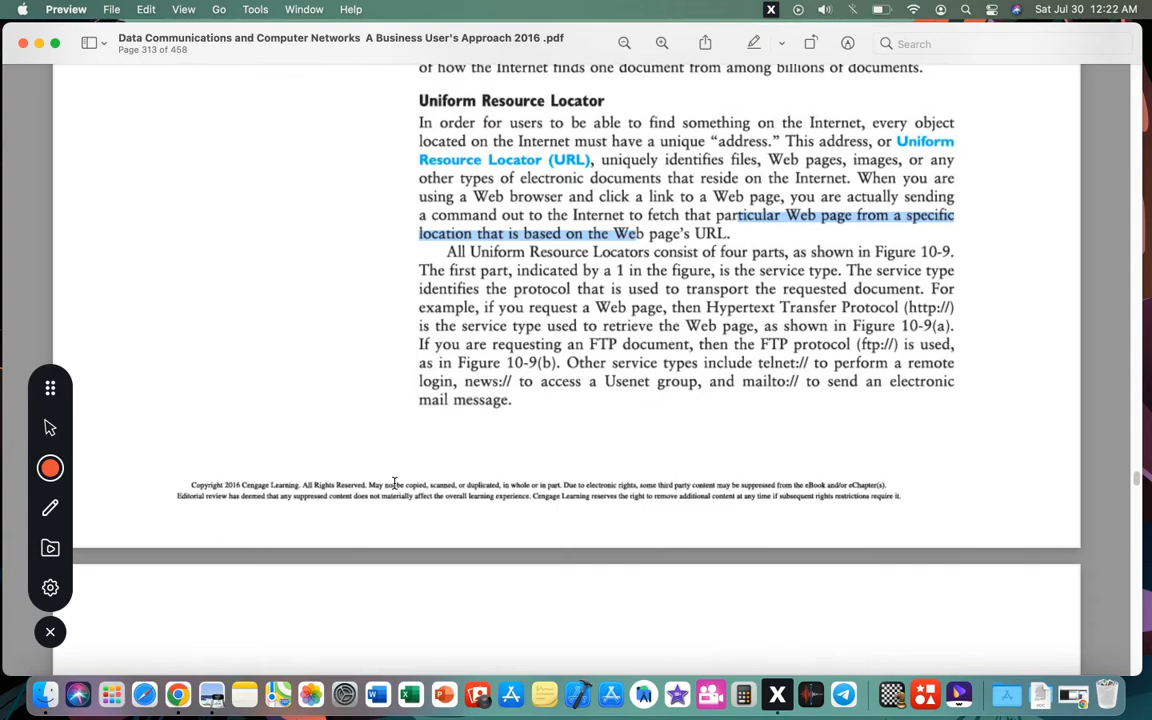 Preview File Edit View Go Tools Window Help X Sat Jul 30 12:22 AM
Data Communications and Computer Networks A Business User's Approach 2016 .pdf
Page 313 of 458
Search
of how the Internet finds one document from among billions of documents.
Uniform Resource Locator
In order for users to be able to find something on the Internet, every object
located on the Internet must have a unique “address.” This address, or Uniform
Resource Locator (URL), uniquely identifies files, Web pages, images, or any
other types of electronic documents that reside on the Internet. When you are
using a Web browser and click a link to a Web page, you are actually sending
a command out to the Internet to fetch that particular Web page from a specific
location that is based on the Web page’s URL.
All Uniform Resource Locators consist of four parts, as shown in Figure 10-9.
The first part, indicated by a 1 in the figure, is the service type. The service type
identifies the protocol that is used to transport the requested document. For
example, if you request a Web page, then Hypertext Transfer Protocol (http://)
is the service type used to retrieve the Web page, as shown in Figure 10-9(a).
If you are requesting an FTP document, then the FTP protocol (ftp://) is used,
as in Figure 10-9(b). Other service types include telnet:// to perform a remote
login, news:// to access a Usenet group, and mailto:// to send an electronic
mail message.
Copyright 2016 Cengage Learning. All Rights Reserved. May not be copied, scanned, or duplicated, in whole or in part. Due to electronic rights, some third party content may be suppressed from the eBook and/or eChapter(s).
Editorial review has deemed that any suppressed content does not materially affect the overall learning experience. Cengage Learning reserves the right to remove additional content at any time if subsequent rights restrictions require it.